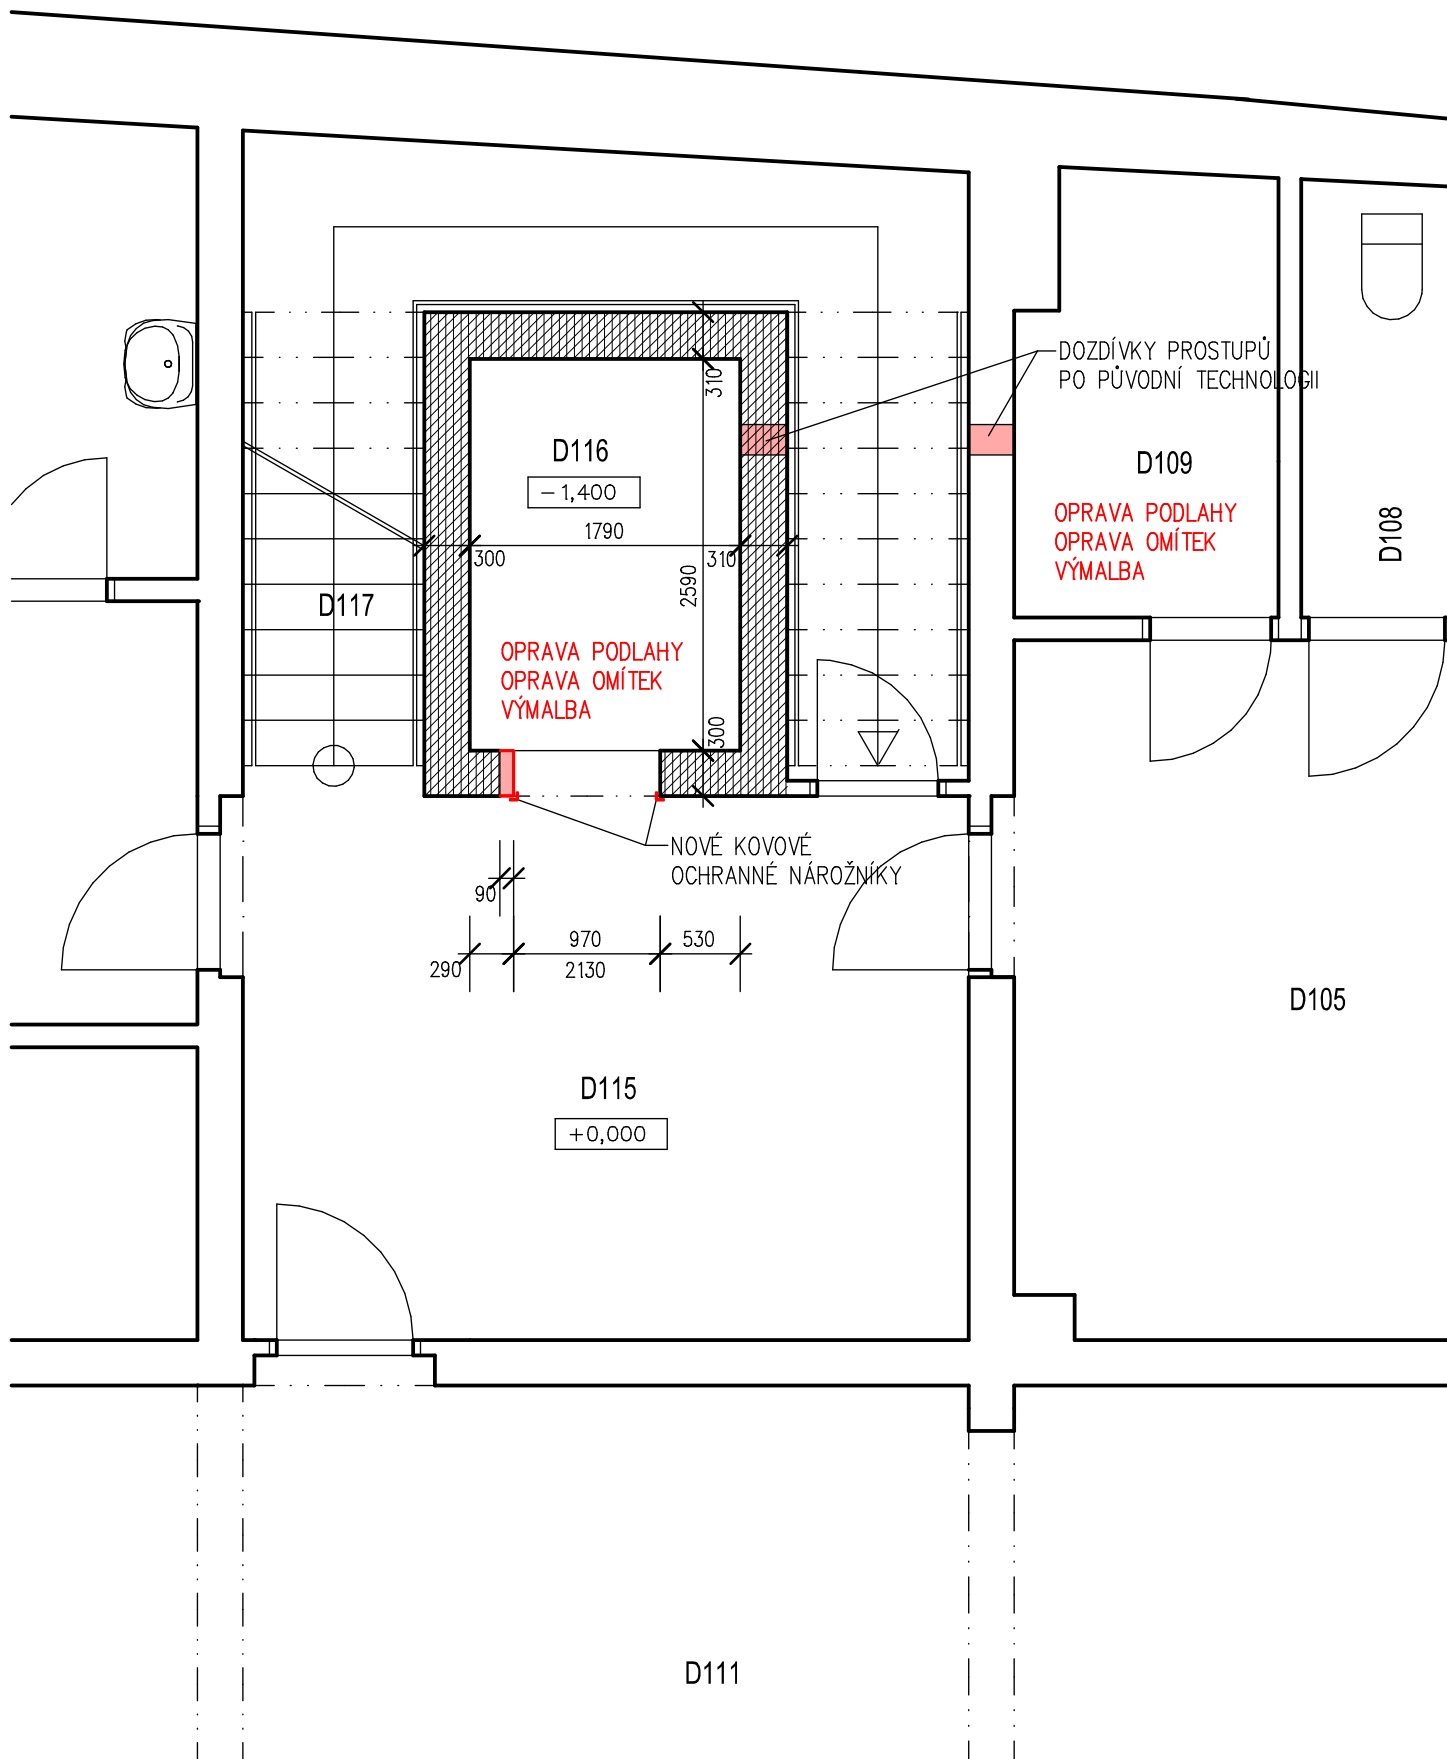 DOZDÍVKY PROSTUPŮ
PO PŮVODNÍ TECHNOLOGII
310
D116
-1,400
D109
OPRAVA PODLAHY
OPRAVA OMÍTEK
VÝMALBA
D108
1790
300
310
2590
D117
OPRAVA PODLAHY
OPRAVA OMÍTEK
VÝMALBA
300
NOVÉ KOVOVÉ
OCHRANNÉ NÁROŽNÍKY
90
970
530
290
2130
D105
D115
+0,000
D111